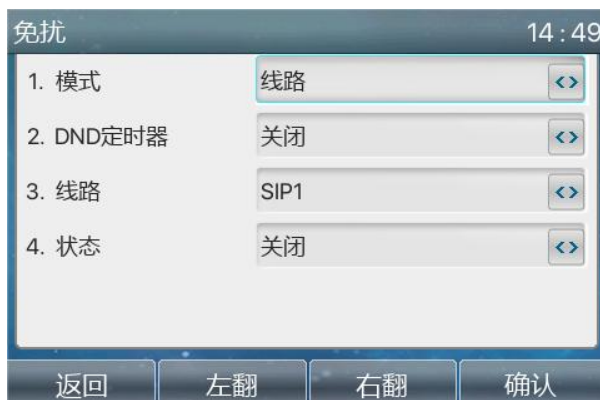 免扰 14:49
1. 模式 线路
2. DND定时器 关闭
3. 线路 SIP1
4. 状态 关闭
返回 左翻 右翻 确认